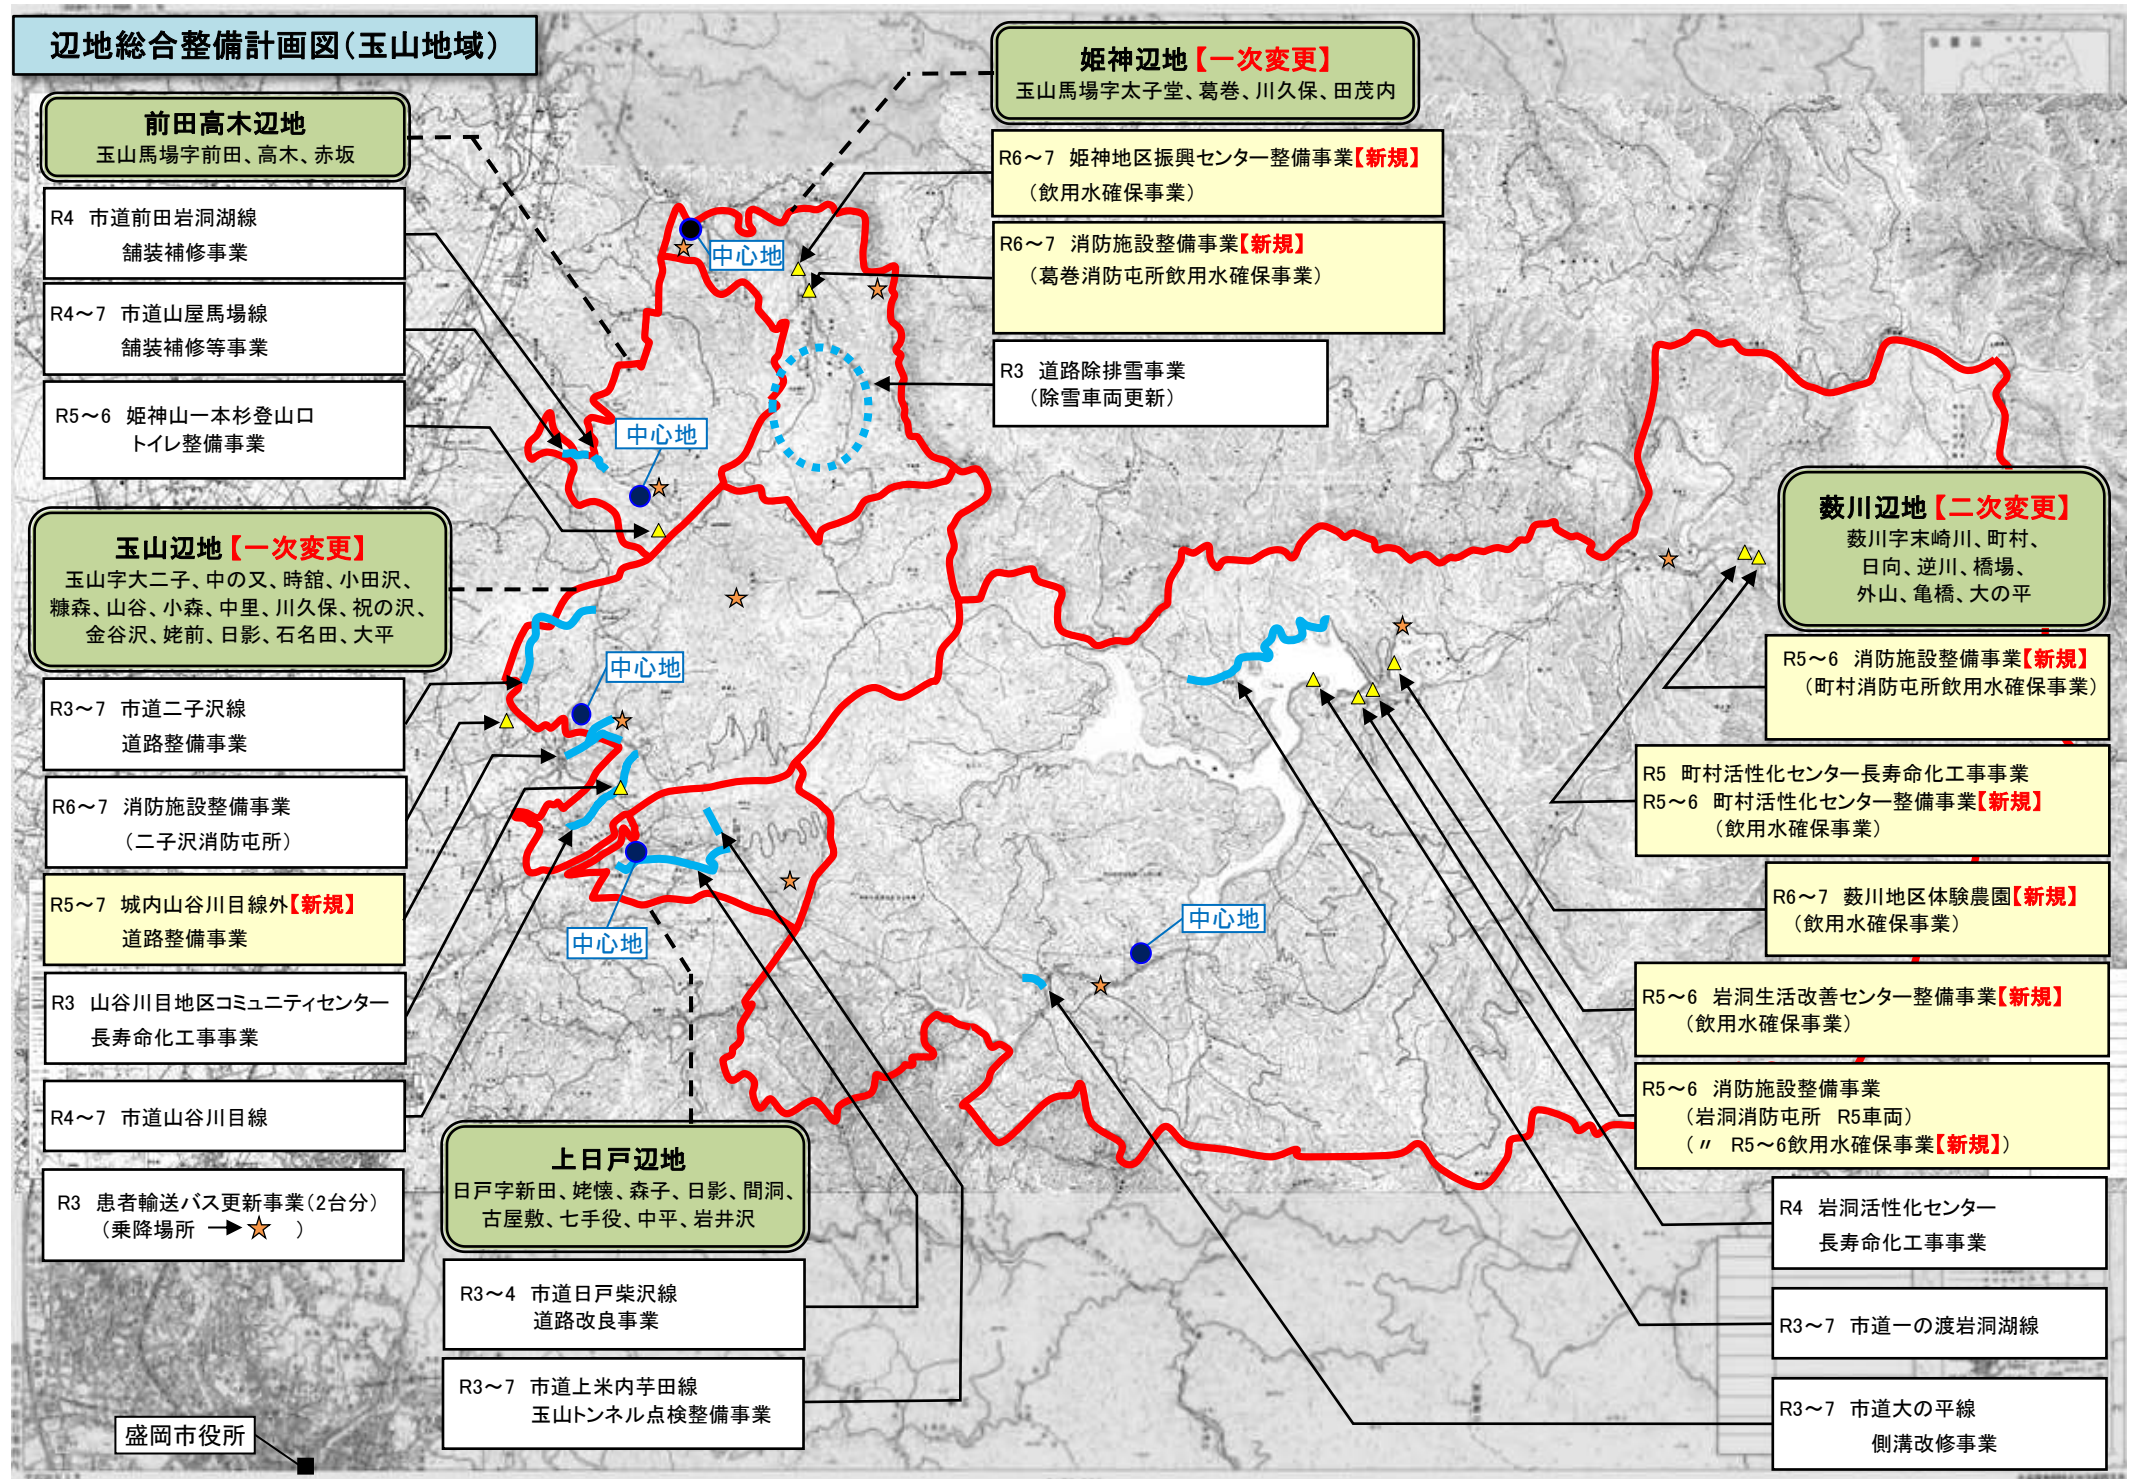 辺地総合整備計画図（玉山地域）
前田高木辺地
玉山馬場字前田、高木、赤坂
R4 市道前田岩洞湖線
舗装補修事業
R4～7 市道山屋馬場線
舗装補修等事業
R5～6 姫神山一本杉登山口
トイレ整備事業
玉山辺地【一次変更】
玉山字大二子、中の又、時舘、小田沢、
糠森、山谷、小森、中里、川久保、祝の沢、
金谷沢、姥前、日影、石名田、大平
R3～7 市道二子沢線
道路整備事業
R6～7 消防施設整備事業
（二子沢消防屯所）
R5～7 城内山谷川目線外【新規】
道路整備事業
R3 山谷川目地区コミュニティセンター
長寿命化工事事業
R4～7 市道山谷川目線
R3 患者輸送バス更新事業（2台分）
（乗降場所 → ★ ）
盛岡市役所
姫神辺地【一次変更】
玉山馬場字太子堂、葛巻、川久保、田茂内
R6～7 姫神地区振興センター整備事業【新規】
（飲用水確保事業）
R6～7 消防施設整備事業【新規】
（葛巻消防屯所飲用水確保事業）
R3 道路除排雪事業
（除雪車両更新）
中心地
中心地
中心地
中心地
中心地
上日戸辺地
日戸字新田、姥懐、森子、日影、間洞、
古屋敷、七手役、中平、岩井沢
R3～4 市道日戸柴沢線
道路改良事業
R3～7 市道上米内芋田線
玉山トンネル点検整備事業
薮川辺地【二次変更】
薮川字末崎川、町村、
日向、逆川、橋場、
外山、亀橋、大の平
R5～6 消防施設整備事業【新規】
（町村消防屯所飲用水確保事業）
R5 町村活性化センター長寿命化工事事業
R5～6 町村活性化センター整備事業【新規】
（飲用水確保事業）
R6～7 薮川地区体験農園【新規】
（飲用水確保事業）
R5～6 岩洞生活改善センター整備事業【新規】
（飲用水確保事業）
R5～6 消防施設整備事業
（岩洞消防屯所 R5車両）
（〃 R5～6飲用水確保事業【新規】）
R4 岩洞活性化センター
長寿命化工事事業
R3～7 市道一の渡岩洞湖線
R3～7 市道大の平線
側溝改修事業